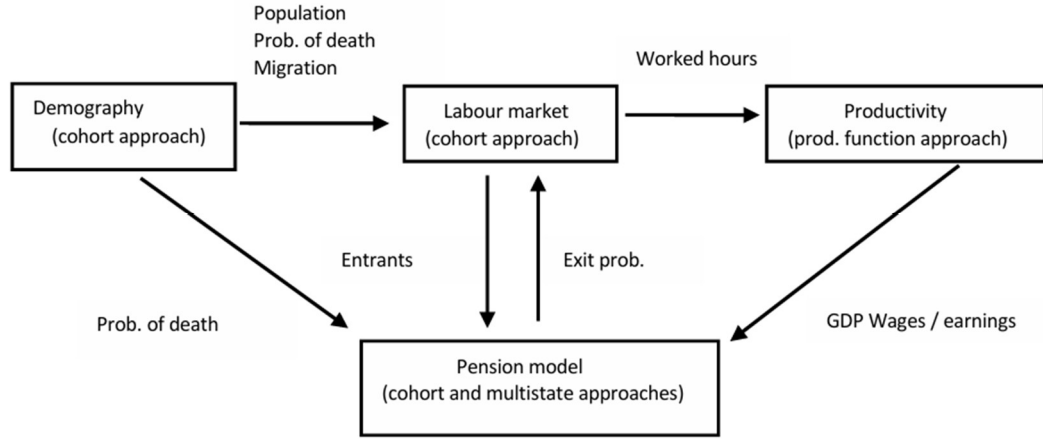 Population
Prob. of death
Migration
Worked hours
Demography
(cohort approach)
Labour market
(cohort approach)
Productivity
(prod. function approach)
Entrants
Exit prob.
Prob. of death
GDP Wages / earnings
Pension model
(cohort and multistate approaches)